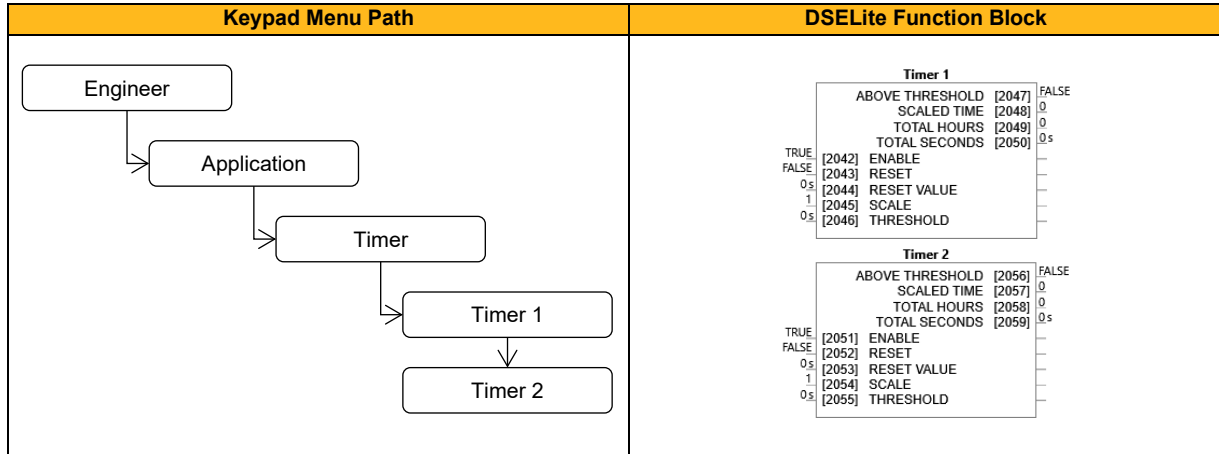 Keypad Menu Path
DSELite Function Block
Engineer
Application
Timer
Timer 1
Timer 2
Timer 1
ABOVE THRESHOLD [2047] FALSE
SCALED TIME [2048] 0
TOTAL HOURS [2049] 0
TOTAL SECONDS [2050] 0 s
TRUE [2042] ENABLE
FALSE [2043] RESET
0 s [2044] RESET VALUE
1 [2045] SCALE
0 s [2046] THRESHOLD
Timer 2
ABOVE THRESHOLD [2056] FALSE
SCALED TIME [2057] 0
TOTAL HOURS [2058] 0
TOTAL SECONDS [2059] 0 s
TRUE [2051] ENABLE
FALSE [2052] RESET
0 s [2053] RESET VALUE
1 [2054] SCALE
0 s [2055] THRESHOLD